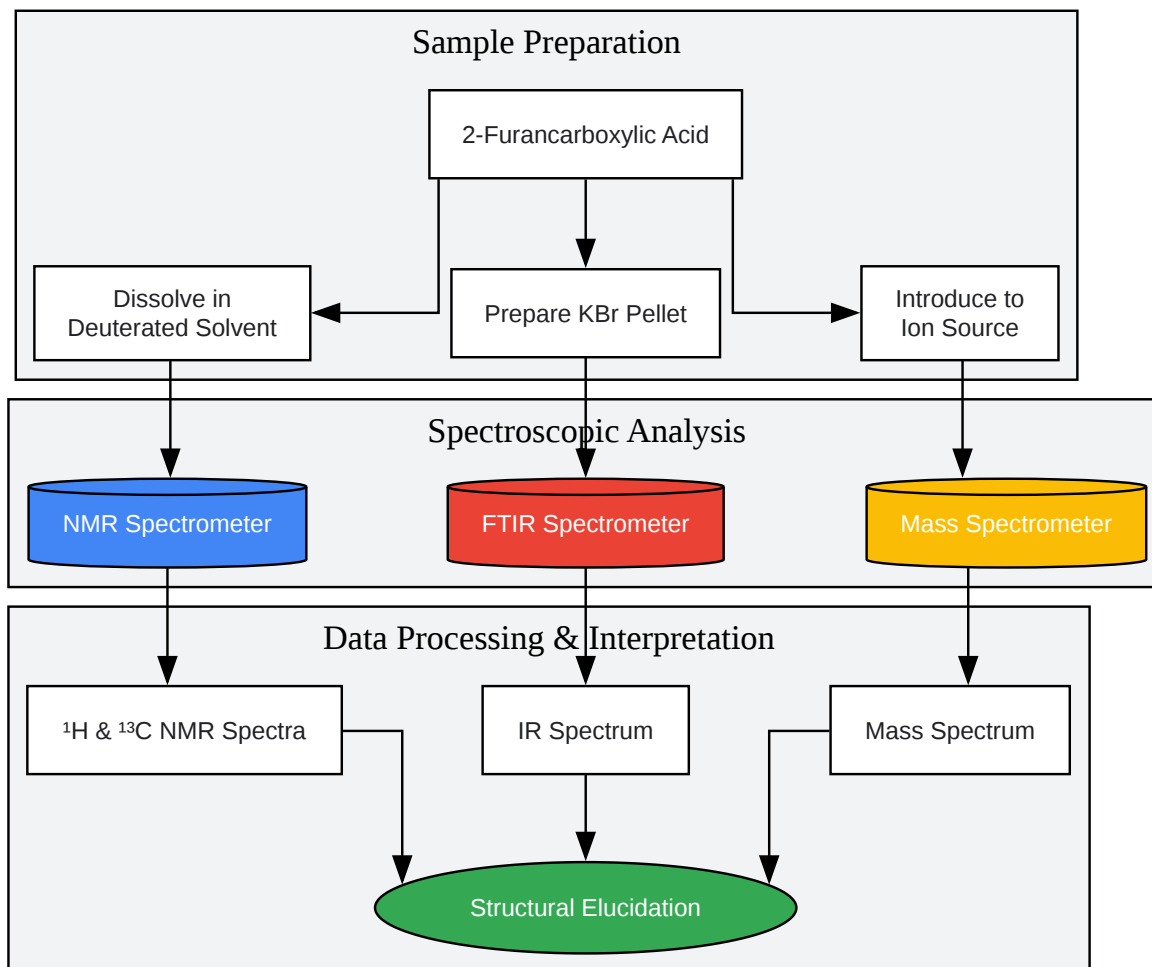 Sample Preparation
2-Furancarboxylic Acid
Dissolve in
Deuterated Solvent
Prepare KBr Pellet
Introduce to
Ion Source
Spectroscopic Analysis
NMR Spectrometer
FTIR Spectrometer
Mass Spectrometer
Data Processing & Interpretation
¹H & ¹³C NMR Spectra
IR Spectrum
Mass Spectrum
Structural Elucidation